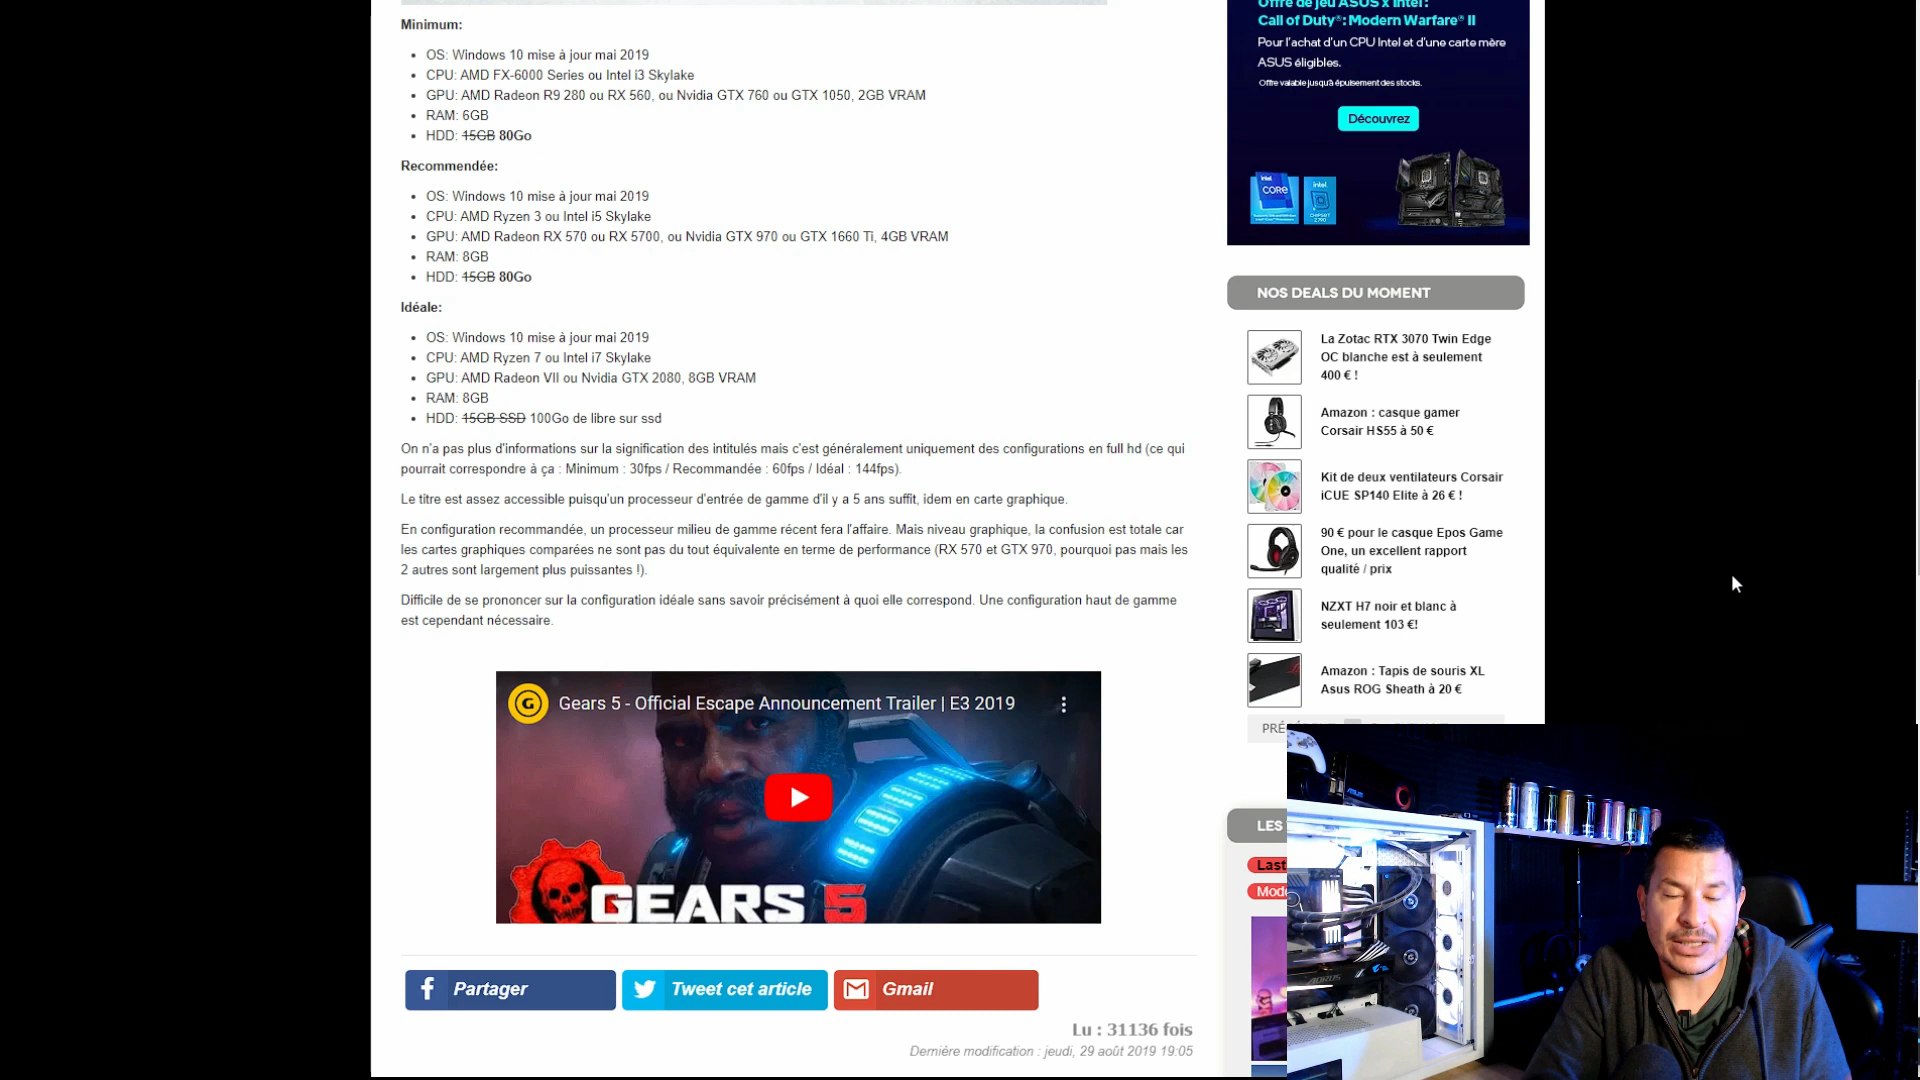 Minimum:
OS: Windows 10 mise à jour mai 2019
CPU: AMD FX-6000 Series ou Intel i3 Skylake
GPU: AMD Radeon R9 280 ou RX 560, ou Nvidia GTX 760 ou GTX 1050, 2GB VRAM
RAM: 6GB
HDD: 15GB 80Go
Recommendée:
OS: Windows 10 mise à jour mai 2019
CPU: AMD Ryzen 3 ou Intel i5 Skylake
GPU: AMD Radeon RX 570 ou RX 5700, ou Nvidia GTX 970 ou GTX 1660 Ti, 4GB VRAM
RAM: 8GB
HDD: 15GB 80Go
Idéale:
OS: Windows 10 mise à jour mai 2019
CPU: AMD Ryzen 7 ou Intel i7 Skylake
GPU: AMD Radeon VII ou Nvidia GTX 2080, 8GB VRAM
RAM: 8GB
HDD: 15GB SSD 100Go de libre sur ssd
On n'a pas plus d'informations sur la signification des intitulés mais c'est généralement uniquement des configurations en full hd (ce qui
pourrait correspondre à ça : Minimum : 30fps / Recommandée : 60fps / Idéal : 144fps).
Le titre est assez accessible puisqu'un processeur d'entrée de gamme d'il y a 5 ans suffit, idem en carte graphique.
En configuration recommandée, un processeur milieu de gamme récent fera l'affaire. Mais niveau graphique, la confusion est totale car
les cartes graphiques comparées ne sont pas du tout équivalente en terme de performance (RX 570 et GTX 970, pourquoi pas mais les
2 autres sont largement plus puissantes !).
Difficile de se prononcer sur la configuration idéale sans savoir précisément à quoi elle correspond. Une configuration haut de gamme
est cependant nécessaire.
Gears 5 - Official Escape Announcement Trailer | E3 2019
GEARS 5
Partager
Tweet cet article
Gmail
Lu : 31136 fois
Dernière modification : jeudi, 29 août 2019 19:05
Offre de jeu ASUS x Intel :
Call of Duty®: Modern Warfare® II
Pour l'achat d'un CPU Intel et d'une carte mère
ASUS éligibles.
Offre valable jusqu'à épuisement des stocks.
Découvrez
intel
CORE
intel
CHIPSET
Z790
NOS DEALS DU MOMENT
La Zotac RTX 3070 Twin Edge
OC blanche est à seulement
400 € !
Amazon : casque gamer
Corsair HS55 à 50 €
Kit de deux ventilateurs Corsair
iCUE SP140 Elite à 26 € !
90 € pour le casque Epos Game
One, un excellent rapport
qualité / prix
NZXT H7 noir et blanc à
seulement 103 €!
Amazon : Tapis de souris XL
Asus ROG Sheath à 20 €
LES
Last
Mode
ASUS
AORUS